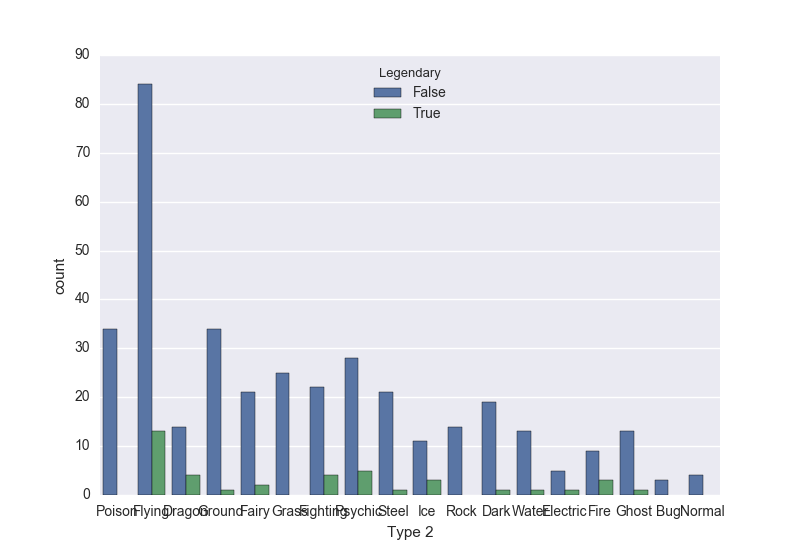 90
80
70
60
50
40
30
20
10
0
count
Legendary
False
True
Poison Flying Dragon Ground Fairy Grass Fighting Psychic Steel Ice Rock Dark Water Electric Fire Ghost Bug Normal
Type 2